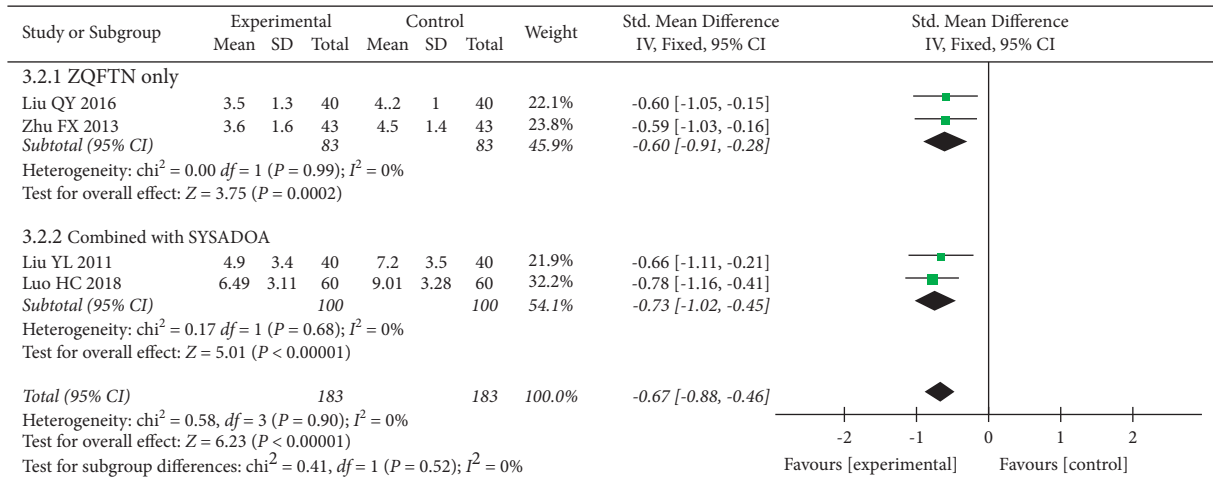 Study or Subgroup Experimental Control Weight Std. Mean Difference Std. Mean Difference
Mean SD Total Mean SD Total IV, Fixed, 95% CI IV, Fixed, 95% CI
3.2.1 ZQFTN only
Liu QY 2016 3.5 1.3 40 4..2 1 40 22.1% -0.60 [-1.05, -0.15]
Zhu FX 2013 3.6 1.6 43 4.5 1.4 43 23.8% -0.59 [-1.03, -0.16]
Subtotal (95% CI) 83 83 45.9% -0.60 [-0.91, -0.28]
Heterogeneity: chi² = 0.00 df = 1 (P = 0.99); I² = 0%
Test for overall effect: Z = 3.75 (P = 0.0002)
3.2.2 Combined with SYSADOA
Liu YL 2011 4.9 3.4 40 7.2 3.5 40 21.9% -0.66 [-1.11, -0.21]
Luo HC 2018 6.49 3.11 60 9.01 3.28 60 32.2% -0.78 [-1.16, -0.41]
Subtotal (95% CI) 100 100 54.1% -0.73 [-1.02, -0.45]
Heterogeneity: chi² = 0.17 df = 1 (P = 0.68); I² = 0%
Test for overall effect: Z = 5.01 (P < 0.00001)
Total (95% CI) 183 183 100.0% -0.67 [-0.88, -0.46]
Heterogeneity: chi² = 0.58, df = 3 (P = 0.90); I² = 0%
Test for overall effect: Z = 6.23 (P < 0.00001)
Test for subgroup differences: chi² = 0.41, df = 1 (P = 0.52); I² = 0%
-2 -1 0 1 2
Favours [experimental] Favours [control]